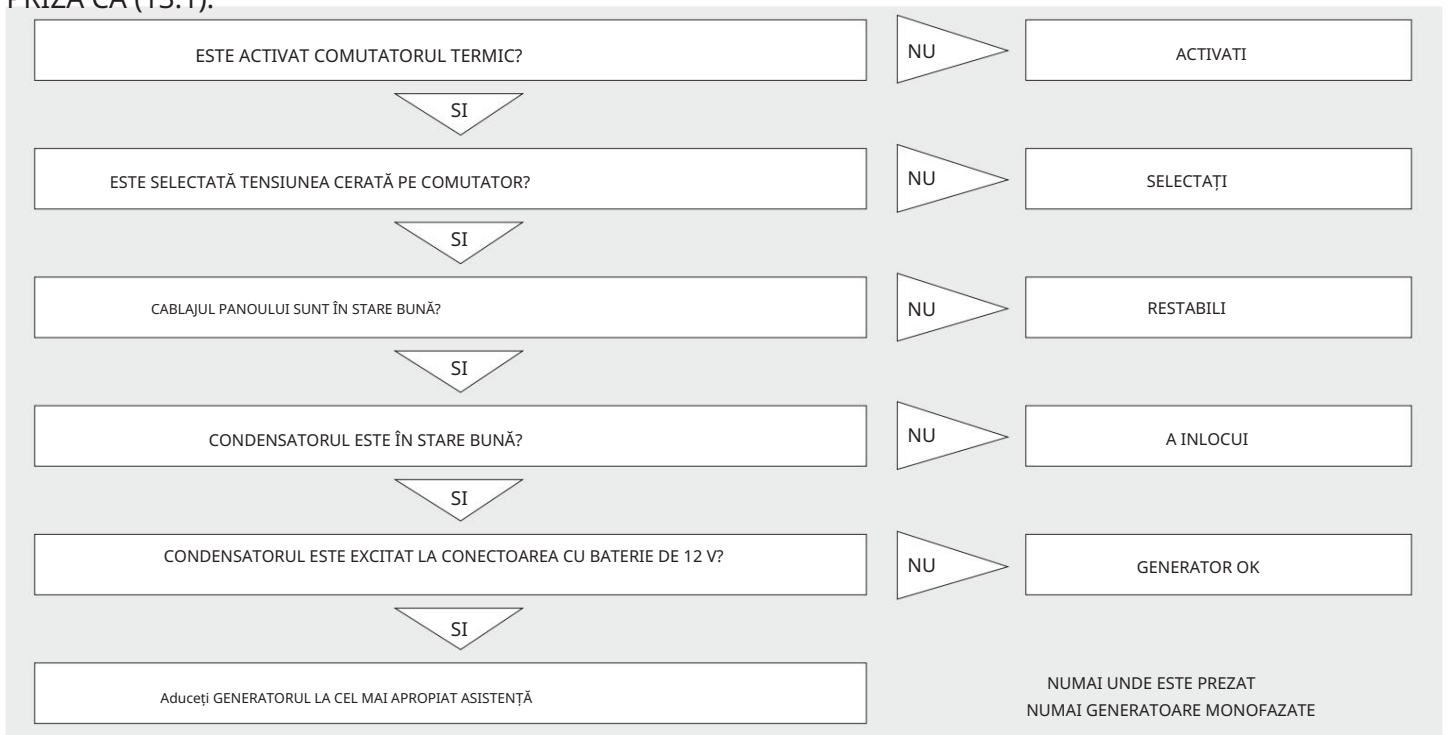 PRIZA CA (13.1).
ESTE ACTIVAT COMUTATORUL TERMIC?
NU
ACTIVATI
SI
ESTE SELECTATĂ TENSIUNEA CERATĂ PE COMUTATOR?
NU
SELECTAȚI
SI
CABLAJUL PANOULUI SUNT ÎN STARE BUNĂ?
NU
RESTABILI
SI
CONDENSATORUL ESTE ÎN STARE BUNĂ?
NU
A INLOCUI
SI
CONDENSATORUL ESTE EXCITAT LA CONECTOAREA CU BATERIE DE 12 V?
NU
GENERATOR OK
SI
Aduceți GENERATORUL LA CEL MAI APROPIAT ASISTENȚĂ
NUMAI UNDE ESTE PREZAT
NUMAI GENERATOARE MONOFAZATE